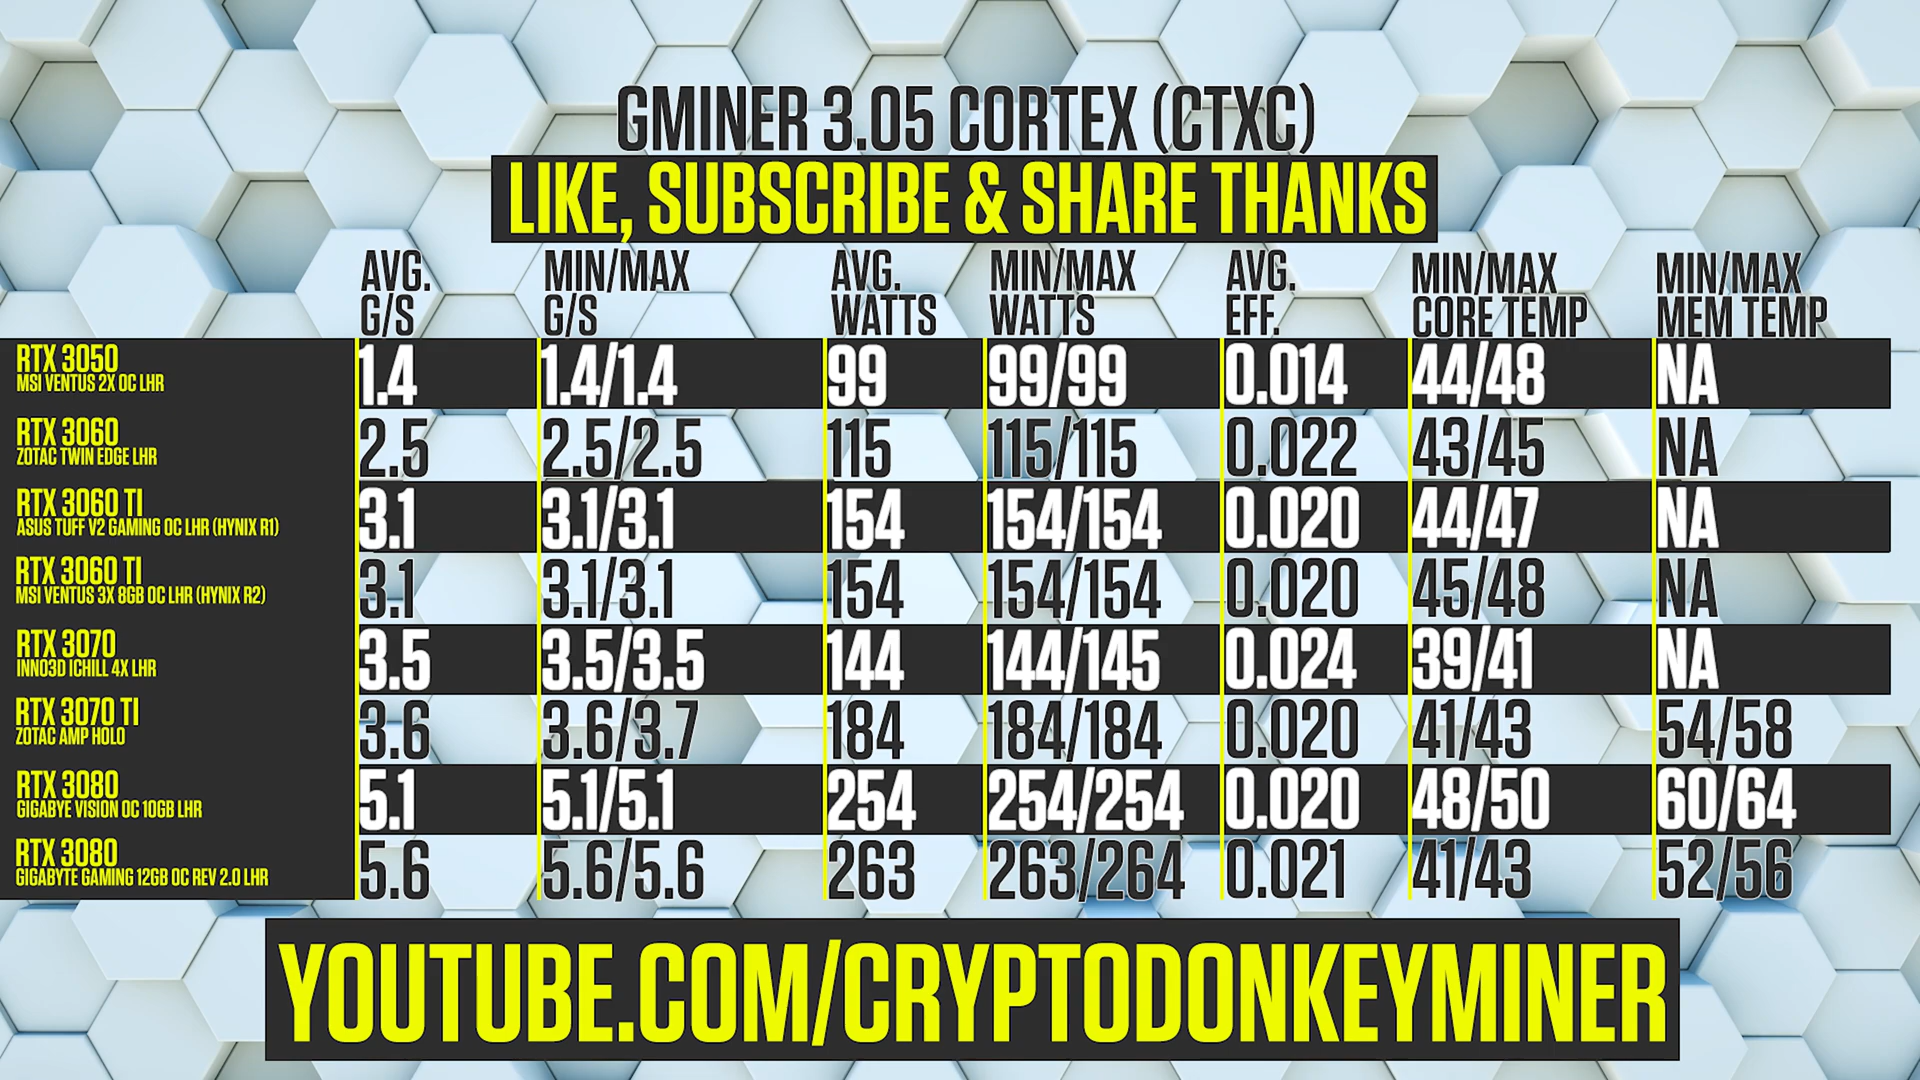 GMINER 3.05 CORTEX (CTXC)
LIKE, SUBSCRIBE & SHARE THANKS
AVG. G/S MIN/MAX G/S AVG. WATTS MIN/MAX WATTS AVG. EFF. MIN/MAX CORE TEMP MIN/MAX MEM TEMP
RTX 3050
MSI VENTUS 2X OC LHR
1.4 1.4/1.4 99 99/99 0.014 44/48 NA
RTX 3060
ZOTAC TWIN EDGE LHR
2.5 2.5/2.5 115 115/115 0.022 43/45 NA
RTX 3060 TI
ASUS TUFF V2 GAMING OC LHR (HYNIX R1)
3.1 3.1/3.1 154 154/154 0.020 44/47 NA
RTX 3060 TI
MSI VENTUS 3X 8GB OC LHR (HYNIX R2)
3.1 3.1/3.1 154 154/154 0.020 45/48 NA
RTX 3070
INNO3D ICHILL 4X LHR
3.5 3.5/3.5 144 144/145 0.024 39/41 NA
RTX 3070 TI
ZOTAC AMP HOLO
3.6 3.6/3.7 184 184/184 0.020 41/43 54/58
RTX 3080
GIGABYE VISION OC 10GB LHR
5.1 5.1/5.1 254 254/254 0.020 48/50 60/64
RTX 3080
GIGABYTE GAMING 12GB OC REV 2.0 LHR
5.6 5.6/5.6 263 263/264 0.021 41/43 52/56
YOUTUBE.COM/CRYPTODONKEYMINER